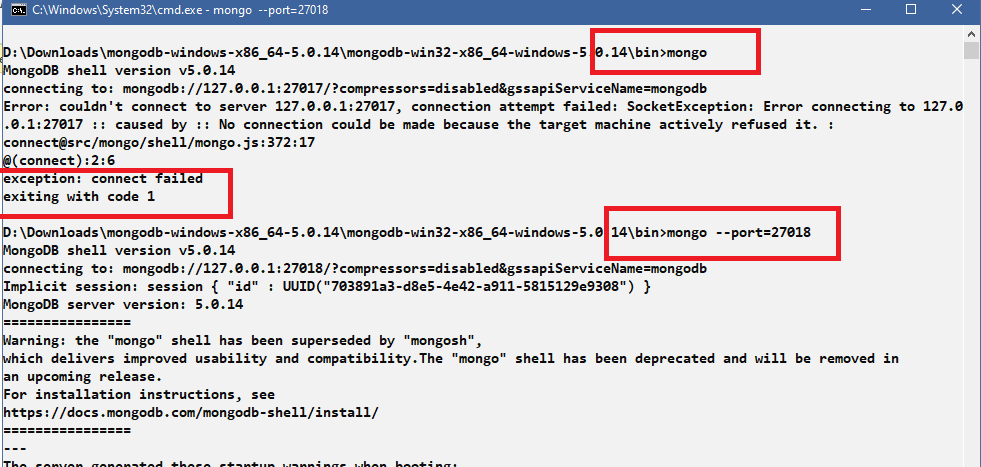 C:\Windows\System32\cmd.exe - mongo --port=27018
D:\Downloads\mongodb-windows-x86_64-5.0.14\mongodb-win32-x86_64-windows-5.0.14\bin>mongo
MongoDB shell version v5.0.14
connecting to: mongodb://127.0.0.1:27017/?compressors=disabled&gssapiServiceName=mongodb
Error: couldn't connect to server 127.0.0.1:27017, connection attempt failed: SocketException: Error connecting to 127.0
.0.1:27017 :: caused by :: No connection could be made because the target machine actively refused it. :
connect@src/mongo/shell/mongo.js:372:17
@(connect):2:6
exception: connect failed
exiting with code 1
D:\Downloads\mongodb-windows-x86_64-5.0.14\mongodb-win32-x86_64-windows-5.0.14\bin>mongo --port=27018
MongoDB shell version v5.0.14
connecting to: mongodb://127.0.0.1:27018/?compressors=disabled&gssapiServiceName=mongodb
Implicit session: session { "id" : UUID("703891a3-d8e5-4e42-a911-5815129e9308") }
MongoDB server version: 5.0.14
================
Warning: the "mongo" shell has been superseded by "mongosh",
which delivers improved usability and compatibility.The "mongo" shell has been deprecated and will be removed in
an upcoming release.
For installation instructions, see
https://docs.mongodb.com/mongodb-shell/install/
================
---
The server generated these startup warnings when booting: